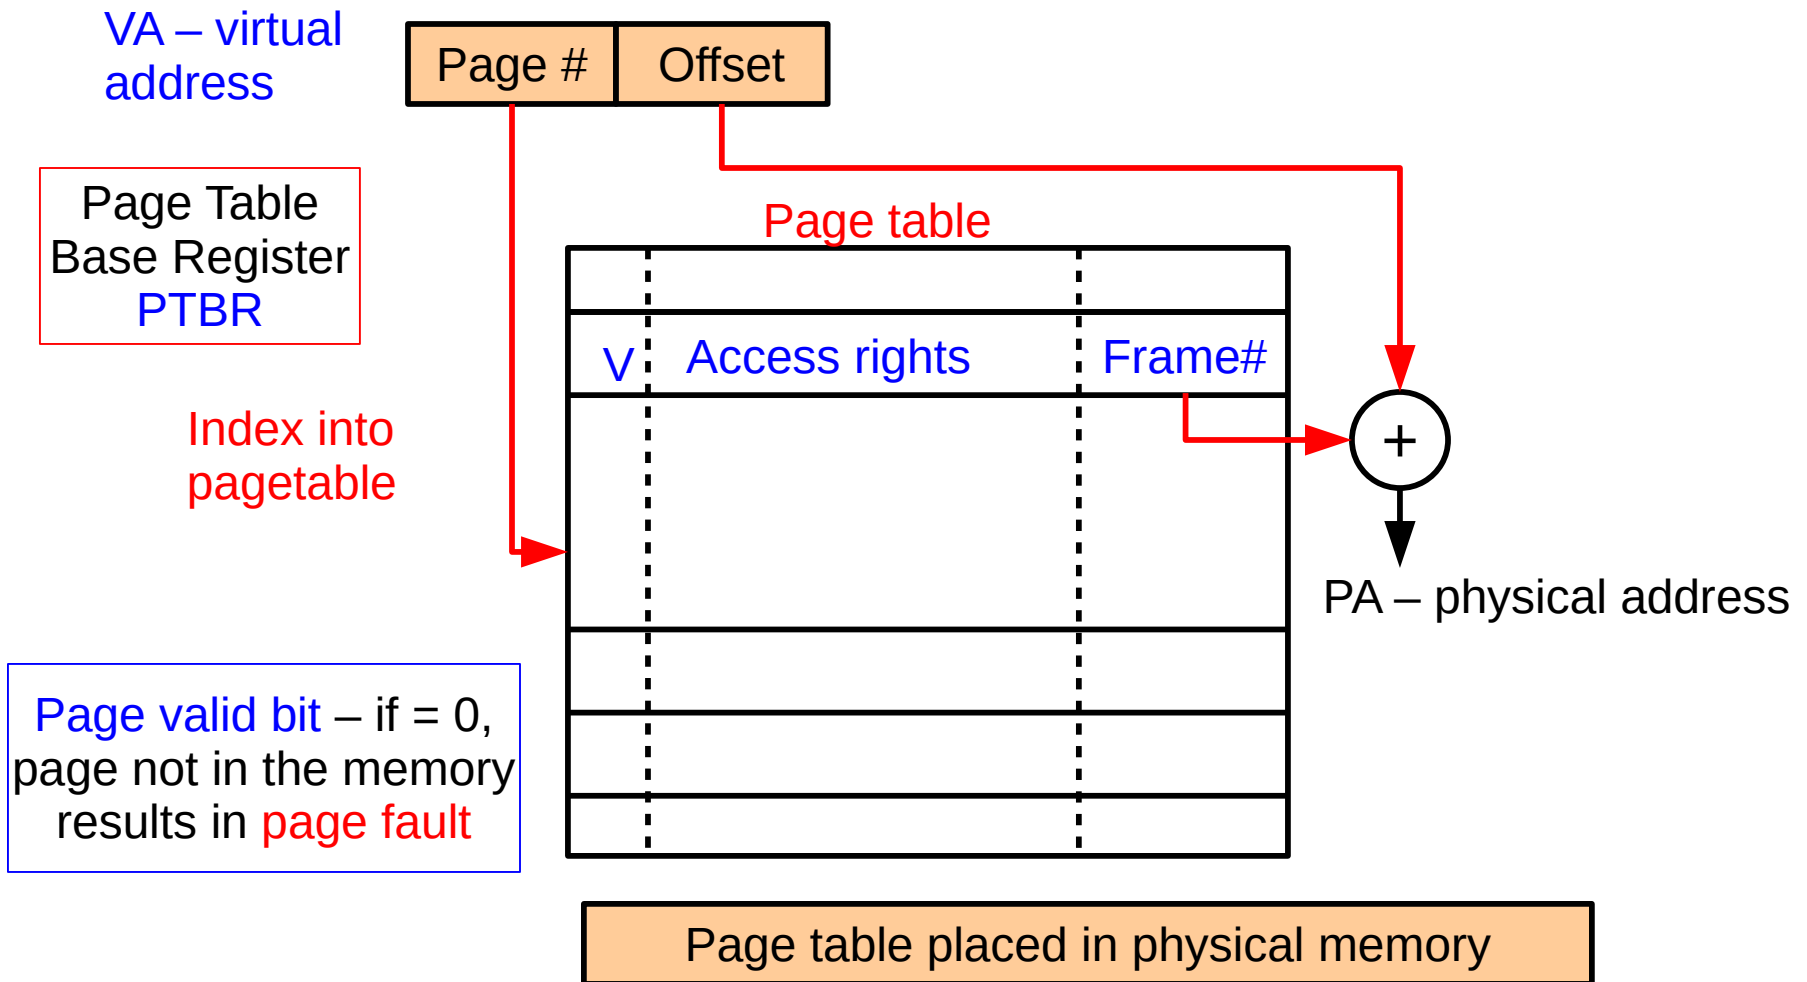 VA – virtual
address
Page #
Offset
Page Table
Base Register
PTBR
Page table
V
Access rights
Frame#
Index into
pagetable
+
PA – physical address
Page valid bit – if = 0,
page not in the memory
results in page fault
Page table placed in physical memory